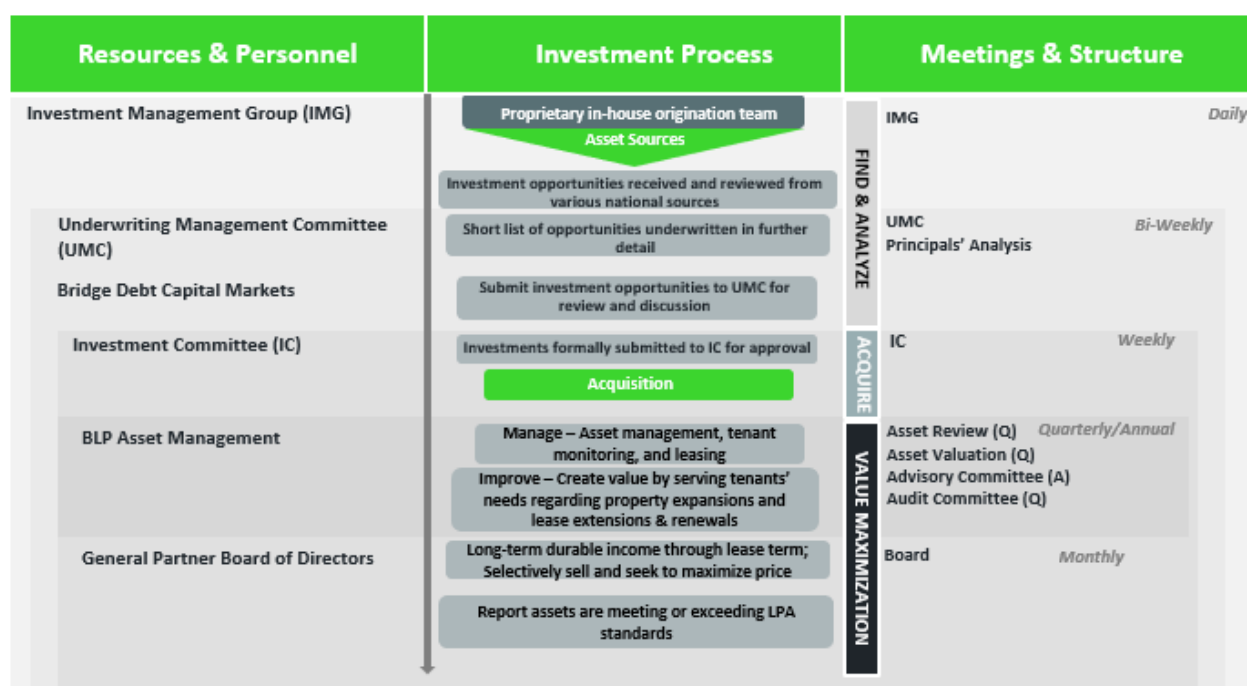 Resources & Personnel
Investment Process
Meetings & Structure
Investment Management Group (IMG)
Proprietary in-house origination team
Asset Sources
IMG
Daily
Investment opportunities received and reviewed from
various national sources
FIND & ANALYZE
Underwriting Management Committee
(UMC)
Short list of opportunities underwritten in further
detail
UMC
Principals' Analysis
Bi-Weekly
Bridge Debt Capital Markets
Submit investment opportunities to UMC for
review and discussion
Investment Committee (IC)
Investments formally submitted to IC for approval
Acquisition
ACQUIRE
IC
Weekly
BLP Asset Management
Manage – Asset management, tenant
monitoring, and leasing
Improve – Create value by serving tenants'
needs regarding property expansions and
lease extensions & renewals
VALUE MAXIMIZATION
Asset Review (Q)
Quarterly/Annual
Asset Valuation (Q)
Advisory Committee (A)
Audit Committee (Q)
General Partner Board of Directors
Long-term durable income through lease term;
Selectively sell and seek to maximize price
Board
Monthly
Report assets are meeting or exceeding LPA
standards